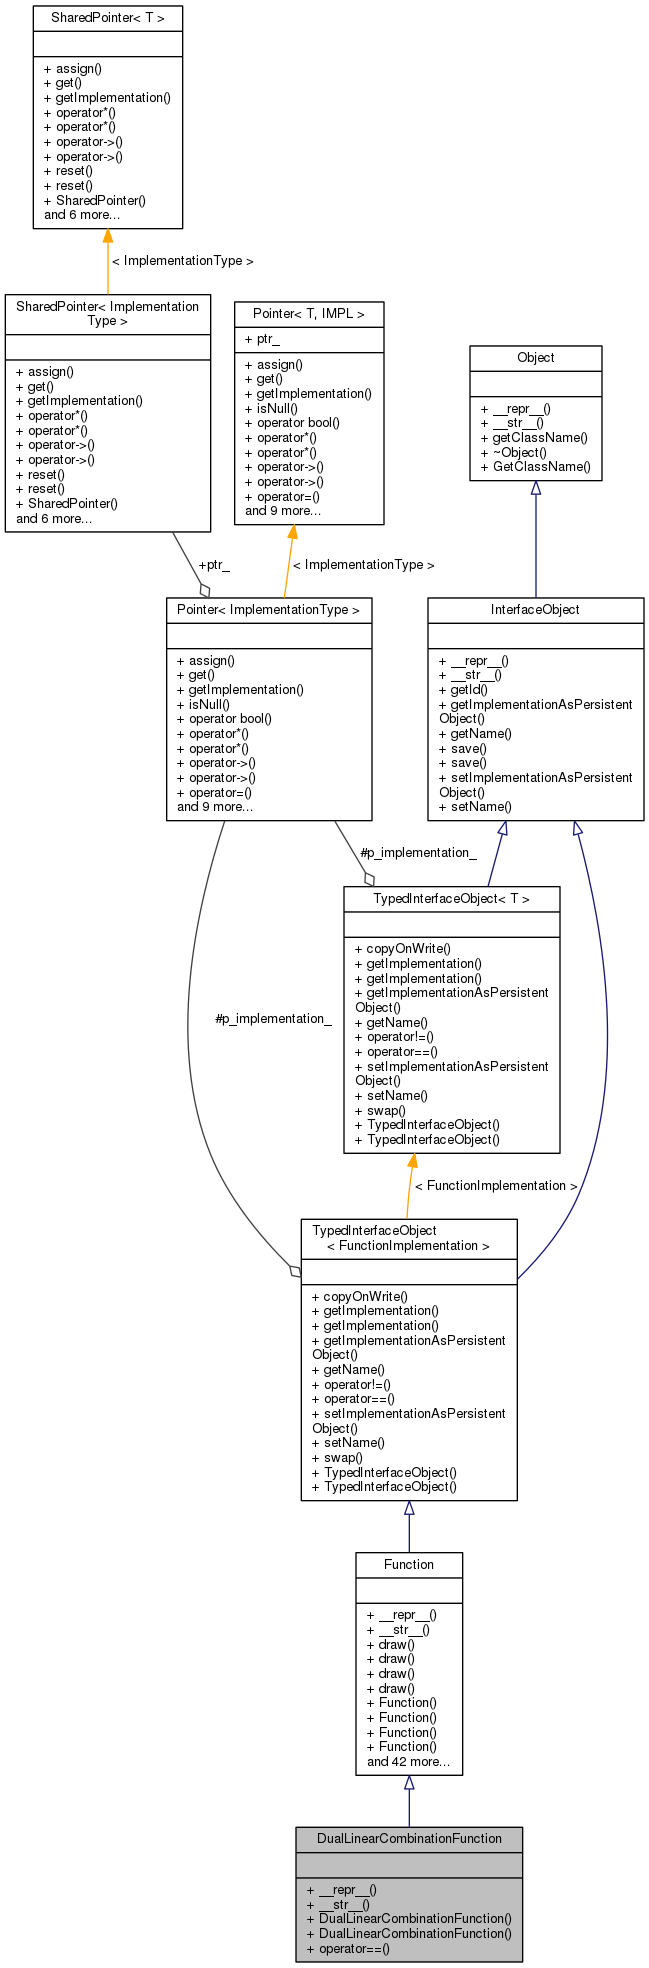 SharedPointer< T >
+ assign()
+ get()
+ getImplementation()
+ operator*()
+ operator*()
+ operator->()
+ operator->()
+ reset()
+ reset()
+ SharedPointer()
and 6 more...
< ImplementationType >
SharedPointer< Implementation
Type >
+ assign()
+ get()
+ getImplementation()
+ operator*()
+ operator*()
+ operator->()
+ operator->()
+ reset()
+ reset()
+ SharedPointer()
and 6 more...
Pointer< T, IMPL >
+ ptr_
+ assign()
+ get()
+ getImplementation()
+ isNull()
+ operator bool()
+ operator*()
+ operator*()
+ operator->()
+ operator->()
+ operator=()
and 9 more...
Object
+ __repr__()
+ __str__()
+ getClassName()
+ ~Object()
+ GetClassName()
+ptr_
< ImplementationType >
Pointer< ImplementationType >
+ assign()
+ get()
+ getImplementation()
+ isNull()
+ operator bool()
+ operator*()
+ operator*()
+ operator->()
+ operator->()
+ operator=()
and 9 more...
InterfaceObject
+ __repr__()
+ __str__()
+ getId()
+ getImplementationAsPersistent
Object()
+ getName()
+ save()
+ save()
+ setImplementationAsPersistent
Object()
+ setName()
#p_implementation_
TypedInterfaceObject< T >
+ copyOnWrite()
+ getImplementation()
+ getImplementation()
+ getImplementationAsPersistent
Object()
+ getName()
+ operator!=()
+ operator==()
+ setImplementationAsPersistent
Object()
+ setName()
+ swap()
+ TypedInterfaceObject()
+ TypedInterfaceObject()
#p_implementation_
< FunctionImplementation >
TypedInterfaceObject
< FunctionImplementation >
+ copyOnWrite()
+ getImplementation()
+ getImplementation()
+ getImplementationAsPersistent
Object()
+ getName()
+ operator!=()
+ operator==()
+ setImplementationAsPersistent
Object()
+ setName()
+ swap()
+ TypedInterfaceObject()
+ TypedInterfaceObject()
Function
+ __repr__()
+ __str__()
+ draw()
+ draw()
+ draw()
+ draw()
+ Function()
+ Function()
+ Function()
+ Function()
and 42 more...
DualLinearCombinationFunction
+ __repr__()
+ __str__()
+ DualLinearCombinationFunction()
+ DualLinearCombinationFunction()
+ operator==()